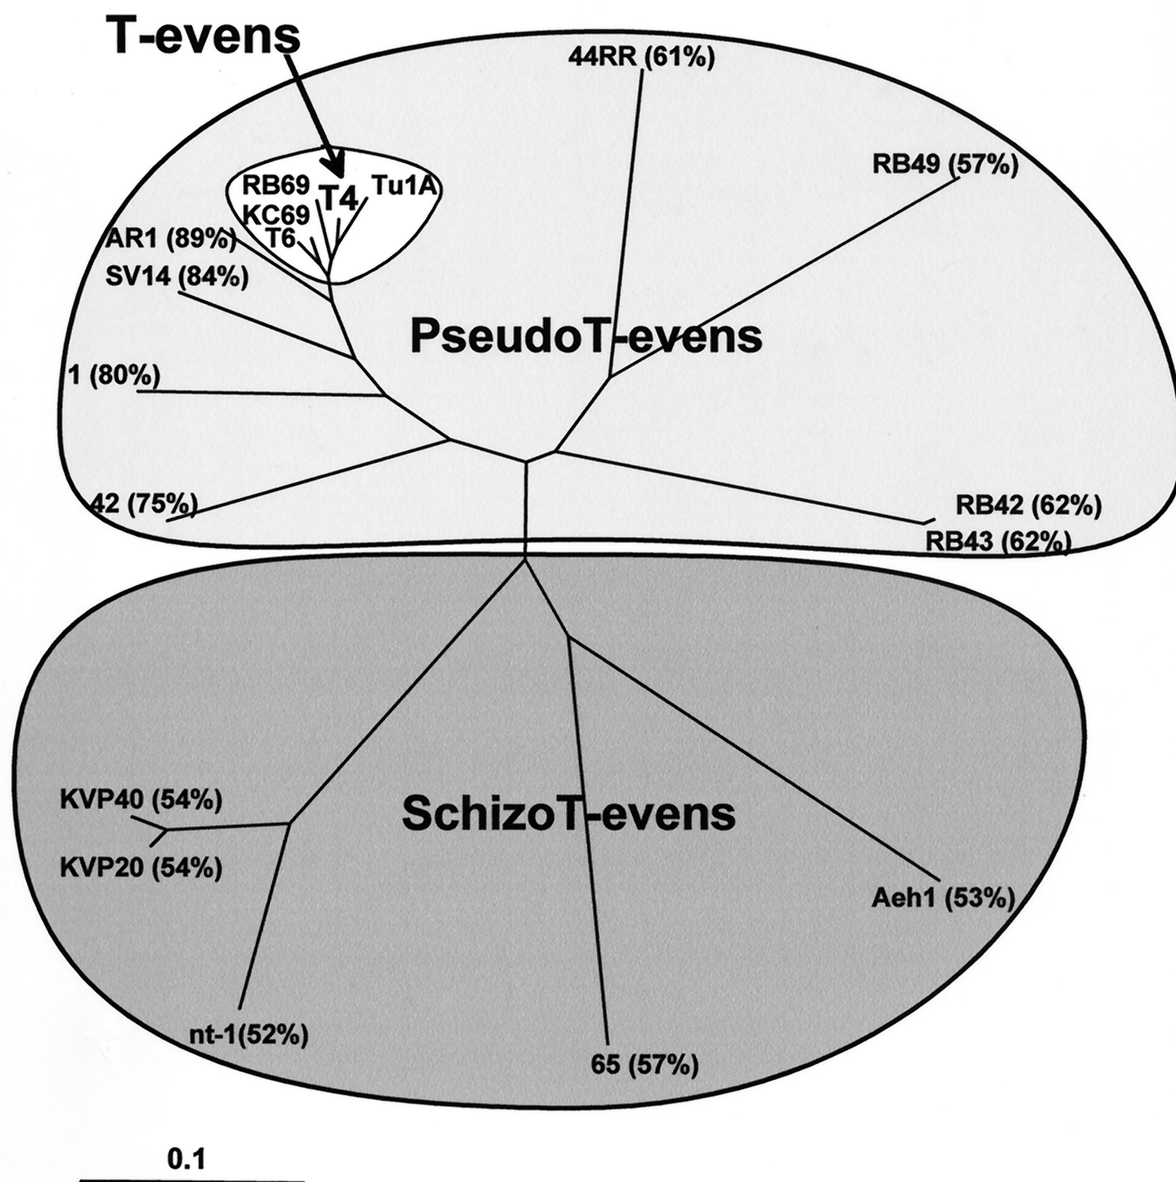 T-evens
44RR (61%)
RB49 (57%)
RB69
T4
Tu1A
KC69
T6
AR1 (89%)
SV14 (84%)
PseudoT-evens
1 (80%)
42 (75%)
RB42 (62%)
RB43 (62%)
KVP40 (54%)
SchizoT-evens
KVP20 (54%)
Aeh1 (53%)
nt-1(52%)
65 (57%)
0.1